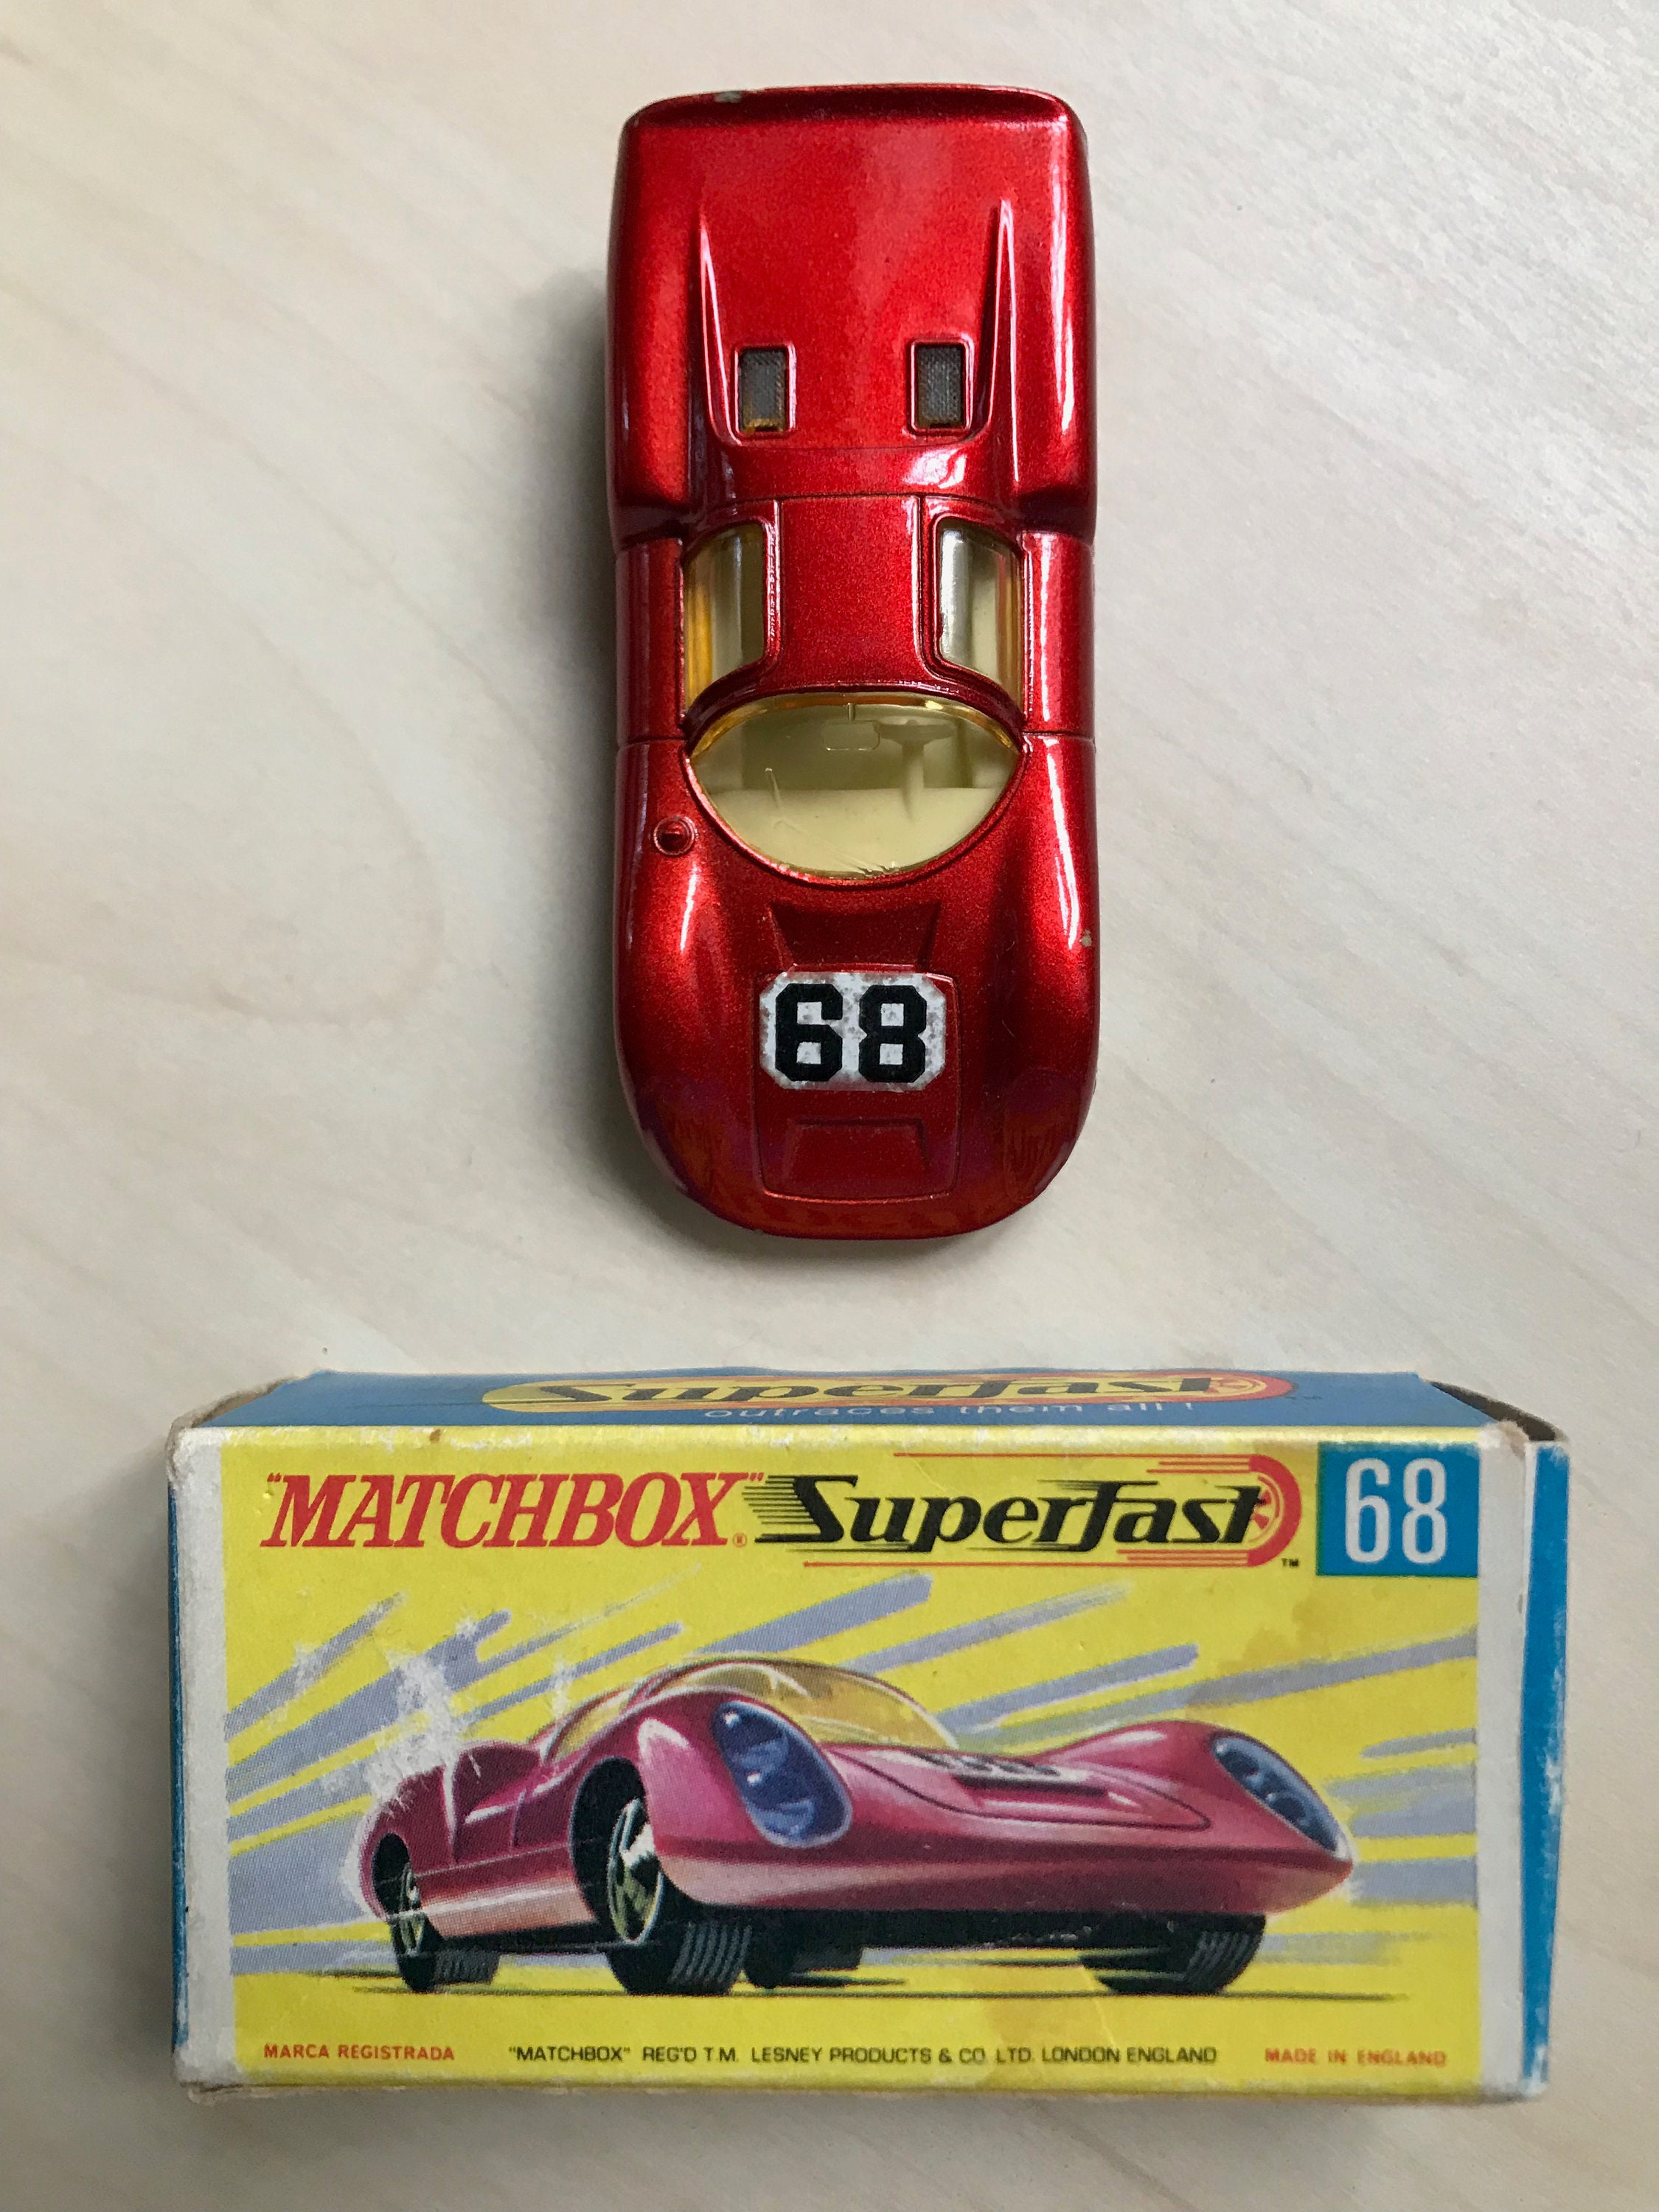 68
Superfast
outraces them all !
"MATCHBOX"® Superfast™ 68
MARCA REGISTRADA "MATCHBOX" REG'D T.M. LESNEY PRODUCTS & CO. LTD. LONDON ENGLAND MADE IN ENGLAND